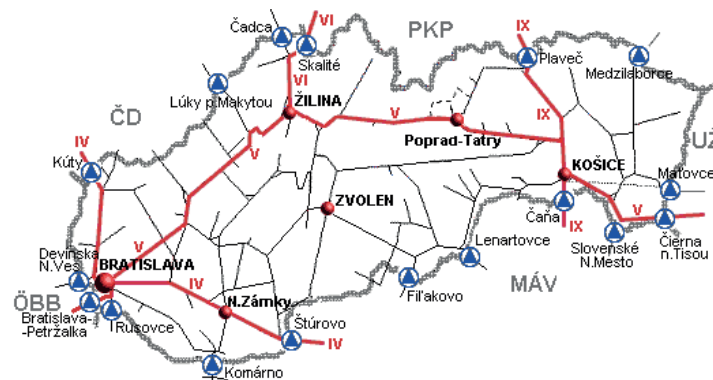 VI
Čadca
Skalité
PKP
IX
Plaveč
Medzilaborce
VI
Lúky p.Makytou
ŽILINA
V
IX
ČD
V
Poprad-Tatry
UŽ
IV
Kúty
KOŠICE
Maťovce
ZVOLEN
Čaňa
V
IX
Čierna
n.Tisou
Slovenské
N.Mesto
Devínska
N.Ves
V
BRATISLAVA
Lenartovce
MÁV
ÖBB
IV
Fiľakovo
Bratislava-
-Petržalka
Rusovce
N.Zámky
Štúrovo
IV
Komárno